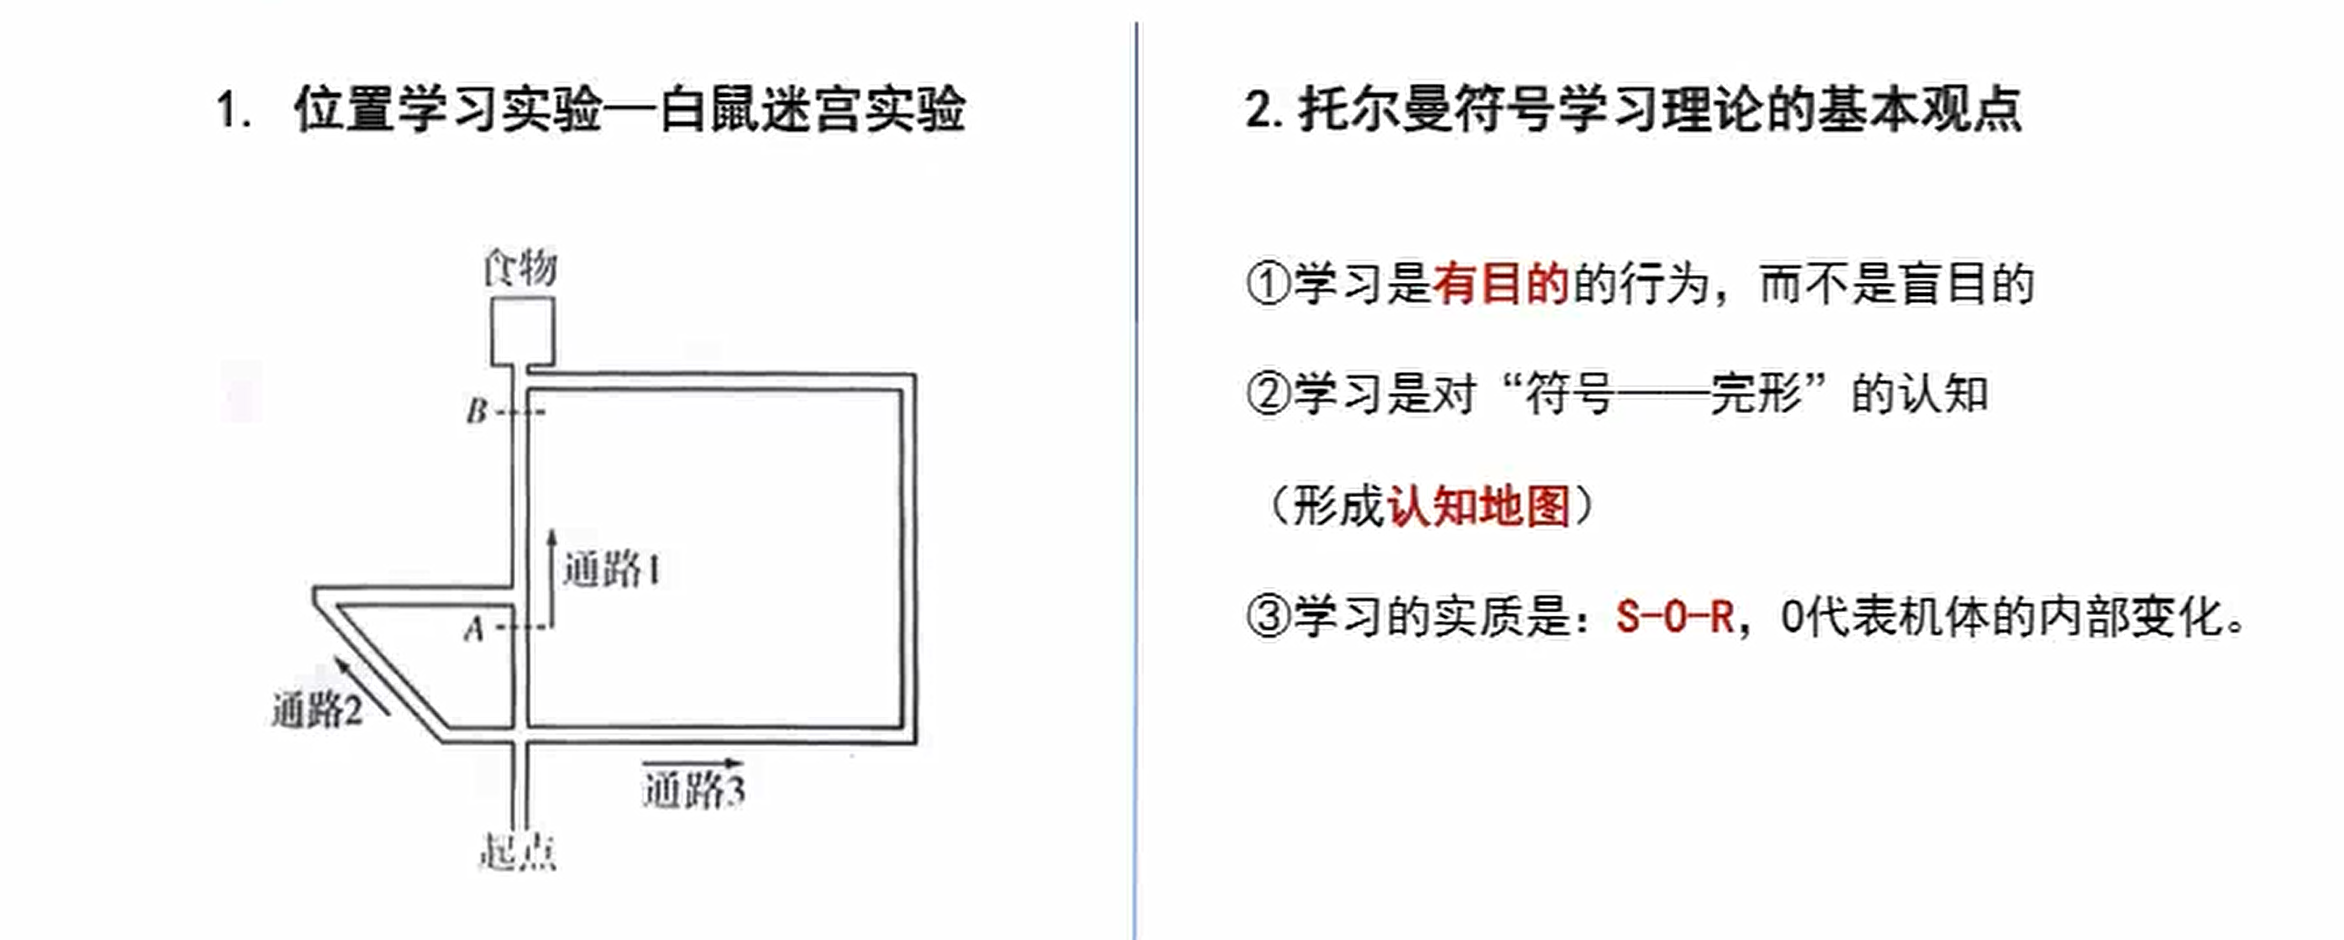 1. 位置学习实验—白鼠迷宫实验
食物
B
通路1
A
通路2
通路3
起点
2.托尔曼符号学习理论的基本观点
①学习是有目的的行为，而不是盲目的
②学习是对“符号——完形”的认知
（形成认知地图）
③学习的实质是：S-O-R，O代表机体的内部变化。